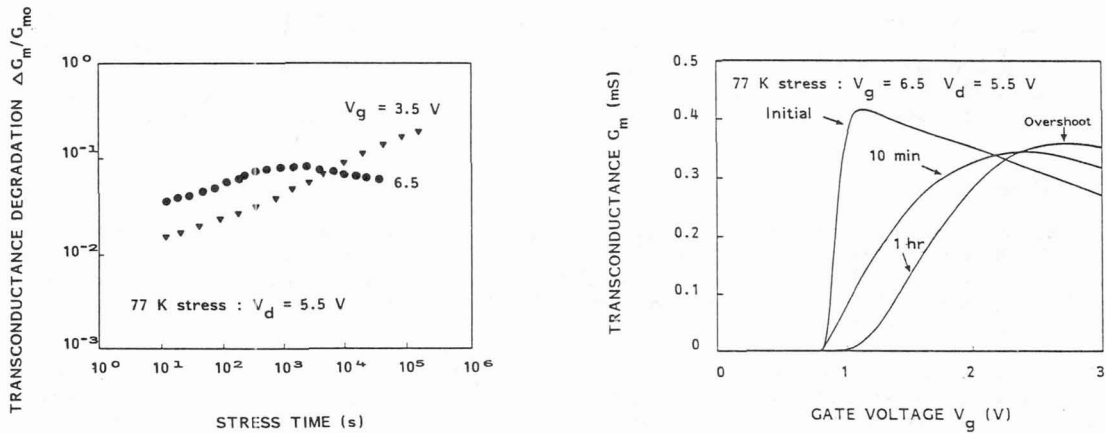 TRANSCONDUCTANCE DEGRADATION △G_m/G_mo
10⁰
10⁻¹
10⁻²
10⁻³
V_g = 3.5 V
6.5
77 K stress : V_d = 5.5 V
10⁰ 10¹ 10² 10³ 10⁴ 10⁵ 10⁶
STRESS TIME (s)
TRANSCONDUCTANCE G_m (mS)
0.5
0.4
0.3
0.2
0.1
0
77 K stress : V_g = 6.5 V_d = 5.5 V
Initial
Overshoot
10 min
1 hr
0 1 2 3
GATE VOLTAGE V_g (V)